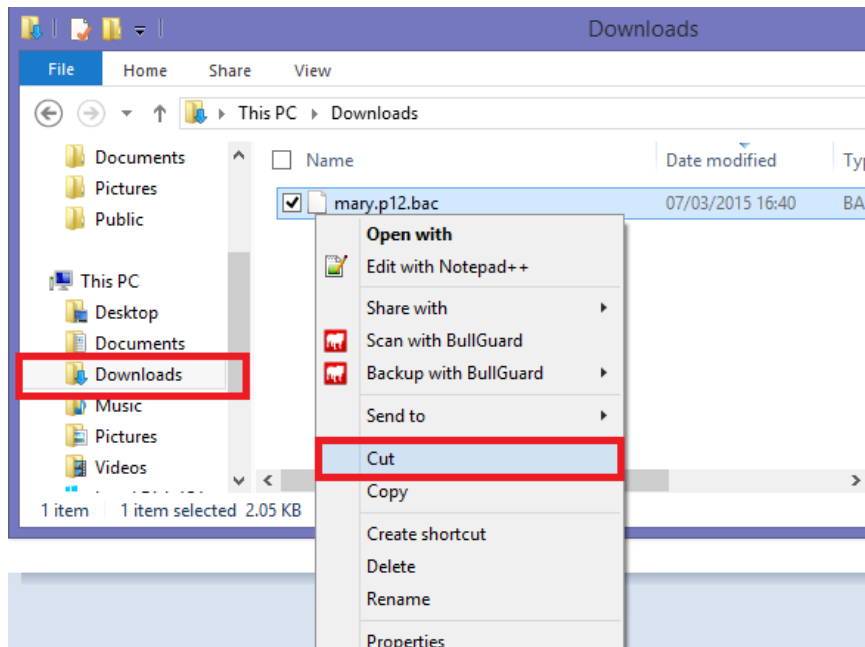 Downloads
File Home Share View
This PC Downloads
Documents
Pictures
Public
This PC
Desktop
Documents
Downloads
Music
Pictures
Videos
Name Date modified
mary.p12.bac 07/03/2015 16:40 BA
Open with
Edit with Notepad++
Share with
Scan with BullGuard
Backup with BullGuard
Send to
Cut
Copy
Create shortcut
Delete
Rename
Properties
1 item 1 item selected 2.05 KB